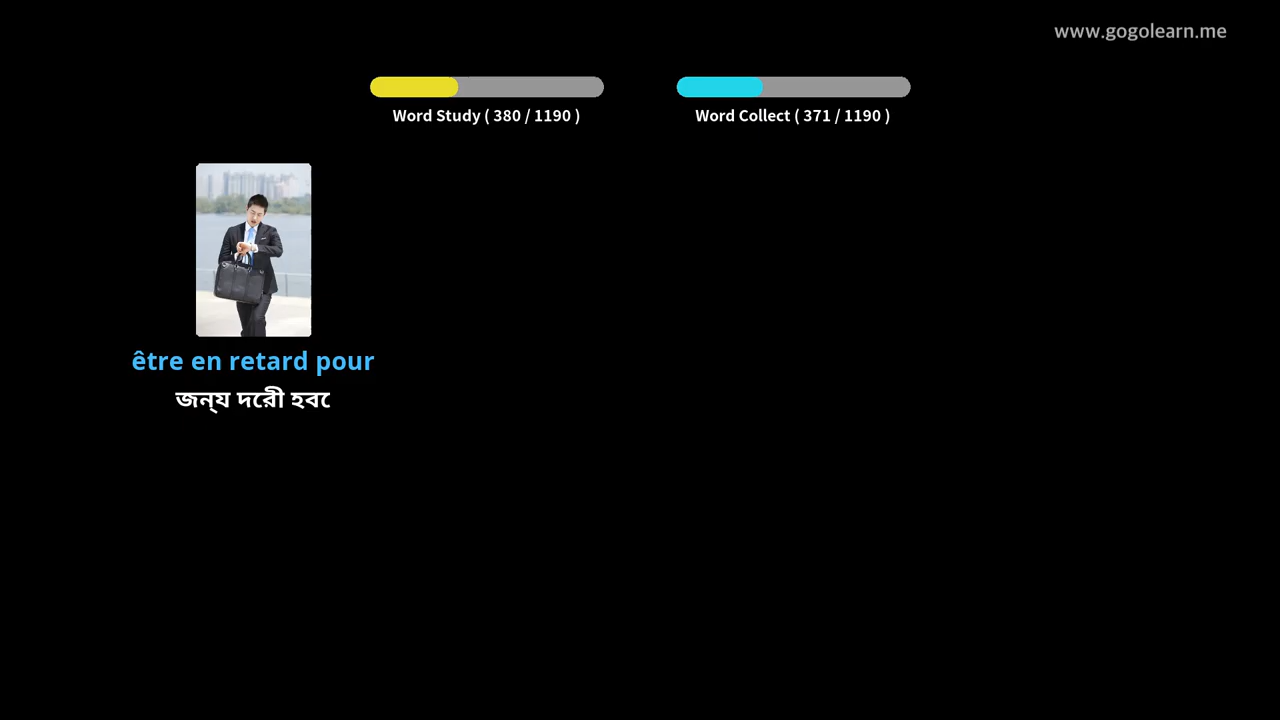 www.gogolearn.me
Word Study ( 380 / 1190 )
Word Collect ( 371 / 1190 )
être en retard pour
জন্য দেরী হবে